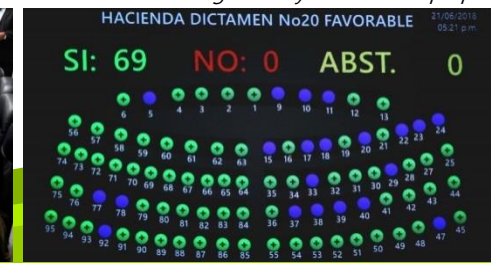 HACIENDA DICTAMEN No20 FAVORABLE
21/06/2018
05:21 p.m
SI: 69 NO: 0 ABST. 0
6 5 4 3 2 1 9 10 11 12 13
56 57 58 59 60 61 62 63 15 16 17 18 19 20 21 22 23 24
74 73 72 71 70 69 68 67 66 65 64 35 34 33 32 31 30 29 28 27 25
75 76 77 78 79 80 81 82 83 84 36 37 38 39 40 41 42 43 44
95 94 93 92 91 90 89 88 87 86 85 55 54 53 52 51 50 49 48 47 45